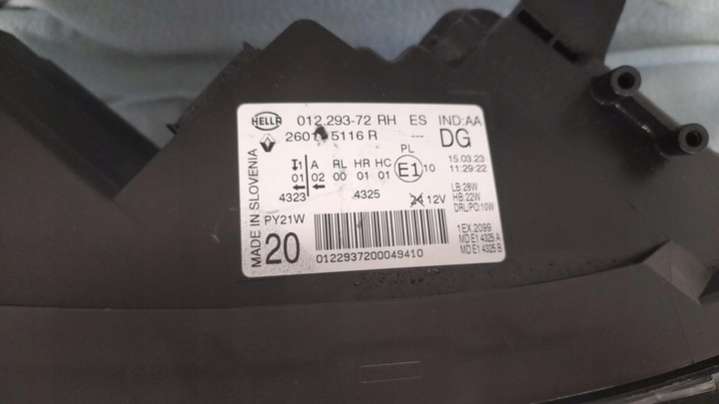 HELLA 012.293-72 RH ES IND:AA
5116 R --- DG
PL
15.03.23
11:29:22
1 A RL HR HC
01 02 00 01 01
E1 10
4323 4325
12V
LB:28W
HB:22W
DRL/PO:10W
PY21W
20
0122937200049410
1EX.2099
MD E1 4325 A
MD E1 4325 B
MADE IN SLOVENIA